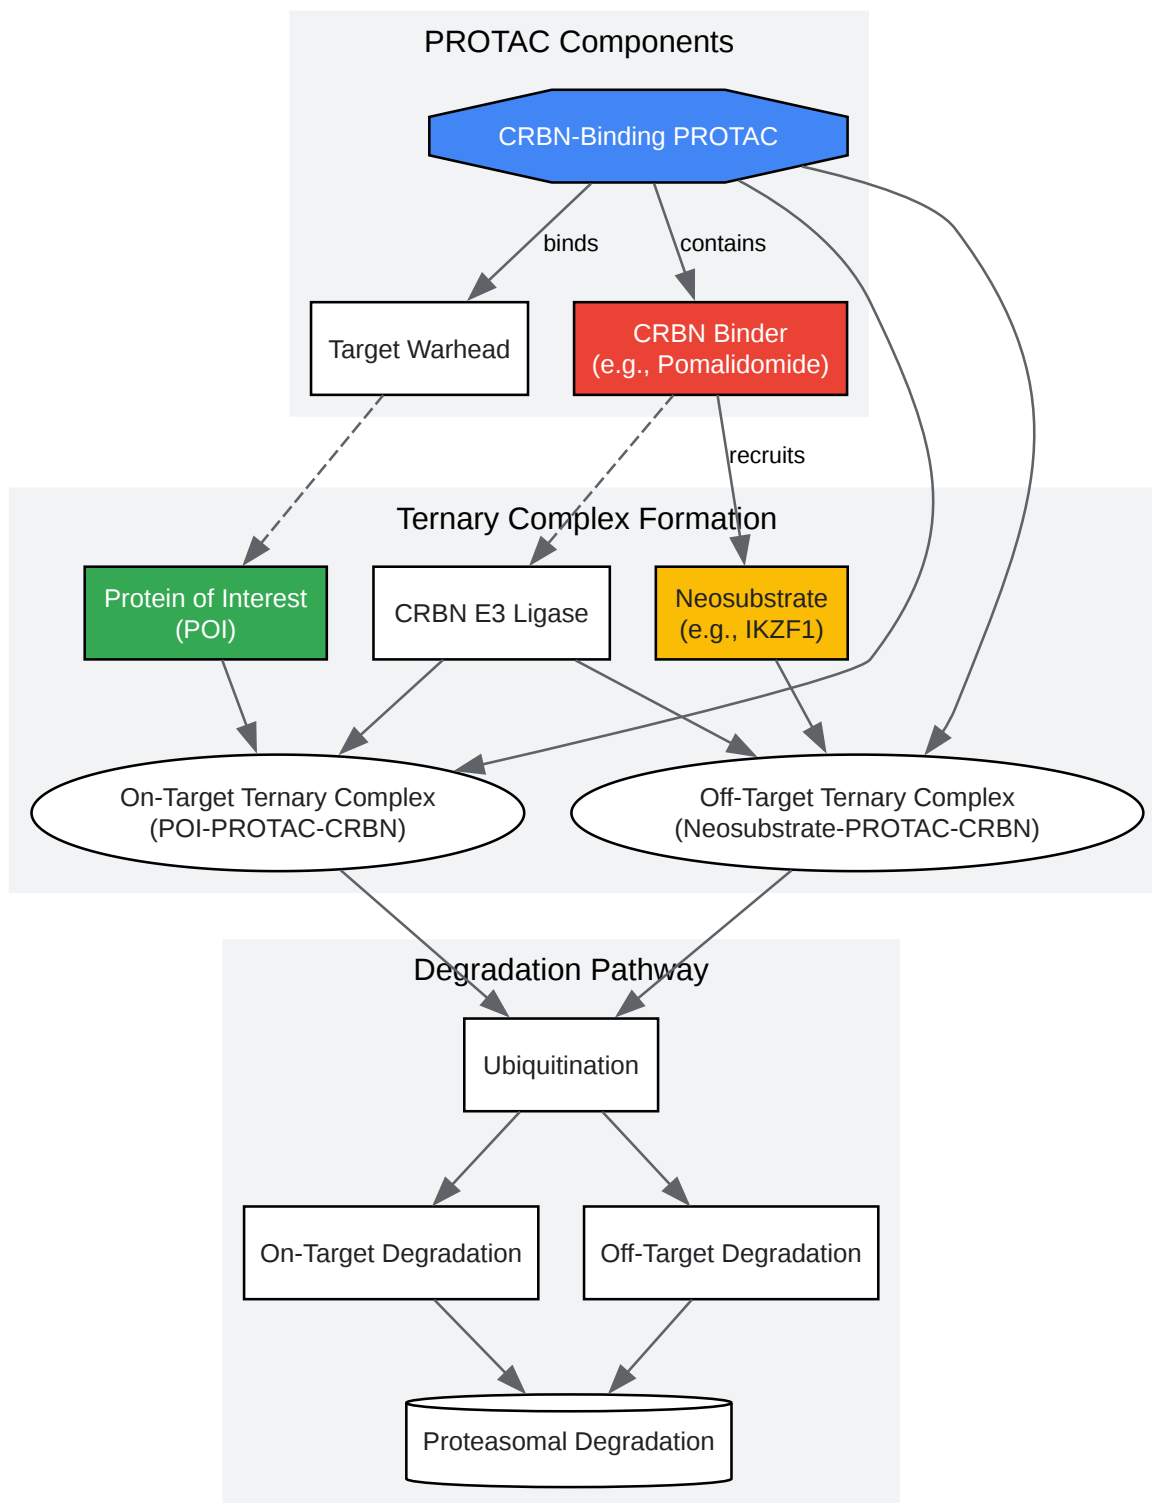 PROTAC Components
CRBN-Binding PROTAC
binds
contains
Target Warhead
CRBN Binder
(e.g., Pomalidomide)
recruits
Ternary Complex Formation
Protein of Interest
(POI)
CRBN E3 Ligase
Neosubstrate
(e.g., IKZF1)
On-Target Ternary Complex
(POI-PROTAC-CRBN)
Off-Target Ternary Complex
(Neosubstrate-PROTAC-CRBN)
Degradation Pathway
Ubiquitination
On-Target Degradation
Off-Target Degradation
Proteasomal Degradation